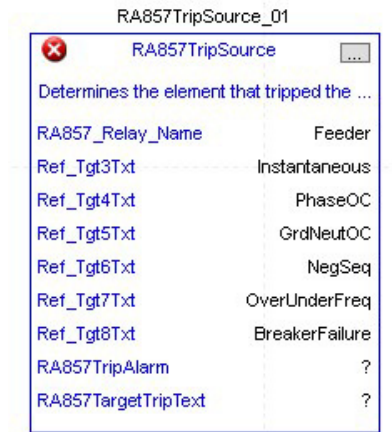 RA857TripSource_01
RA857TripSource ...
Determines the element that tripped the ...
RA857_Relay_Name Feeder
Ref_Tgt3Txt Instantaneous
Ref_Tgt4Txt PhaseOC
Ref_Tgt5Txt GrdNeutOC
Ref_Tgt6Txt NegSeq
Ref_Tgt7Txt OverUnderFreq
Ref_Tgt8Txt BreakerFailure
RA857TripAlarm ?
RA857TargetTripText ?